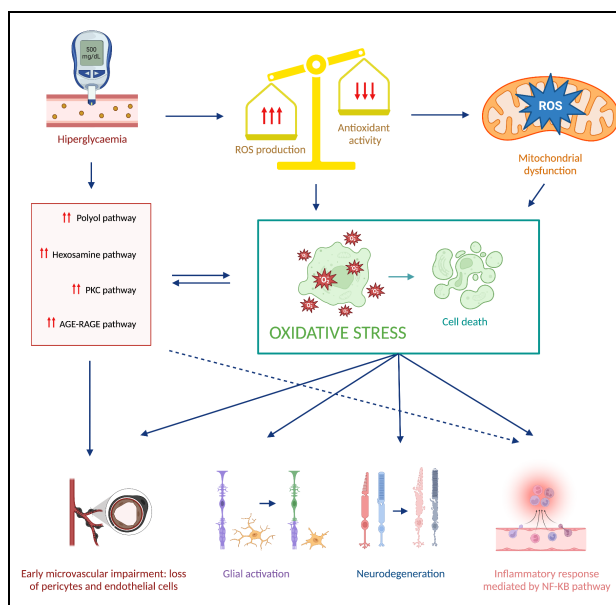 500
mg/dL
Hyperglycaemia
ROS production
Antioxidant
activity
ROS
Mitochondrial
dysfunction
Polyol pathway
Hexosamine pathway
PKC pathway
AGE-RAGE pathway
OXIDATIVE STRESS
Cell death
Early microvascular impairment: loss
of pericytes and endothelial cells
Glial activation
Neurodegeneration
Inflammatory response
mediated by NF-KB pathway